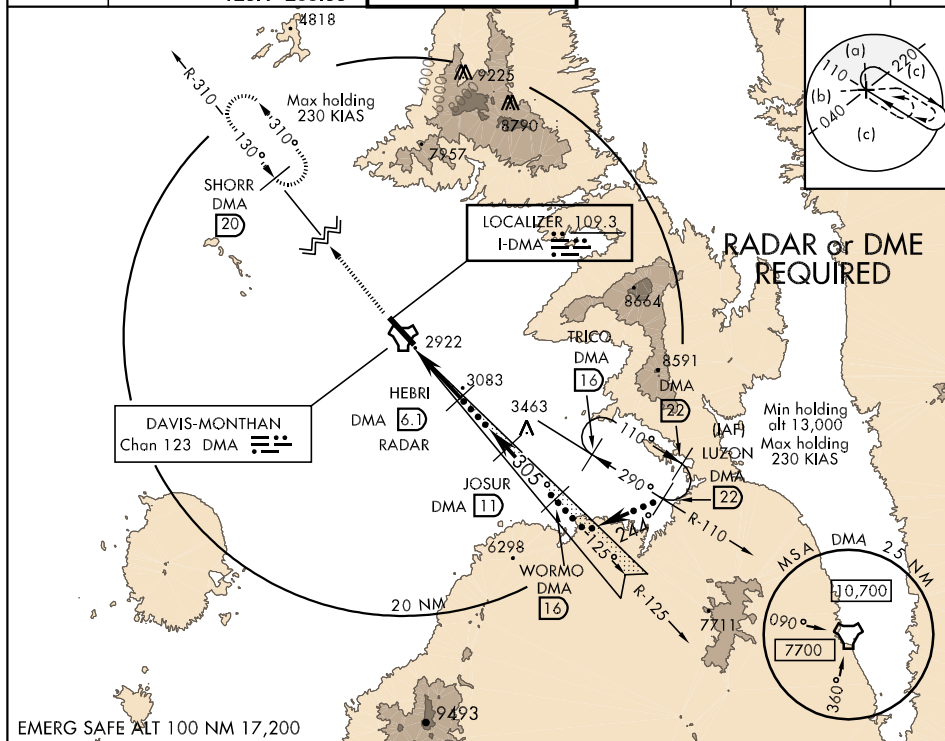 4818
9225
8790
7957
R-310
130°
310°
Max holding
230 KIAS
SHORR
DMA
20
(a)
110
220
(c)
(b)
040
(c)
LOCALIZER 109.3
I-DMA
RADAR or DME
REQUIRED
8664
8591
2922
TRICO
DMA
16
DMA
22
HEBRI
DMA 6.1
RADAR
3083
3463
DAVIS-MONTHAN
Chan 123 DMA
110°
290°
(IAF)
LUZON
DMA
22
Min holding
alt 13,000
Max holding
230 KIAS
305°
JOSUR
DMA 11
244°
R-110
125°
R-125
6298
WORMO
DMA
16
20 NM
7711
MSA DMA 25 NM
10,700
090°
7700
360°
9493
EMERG SAFE ALT 100 NM 17,200